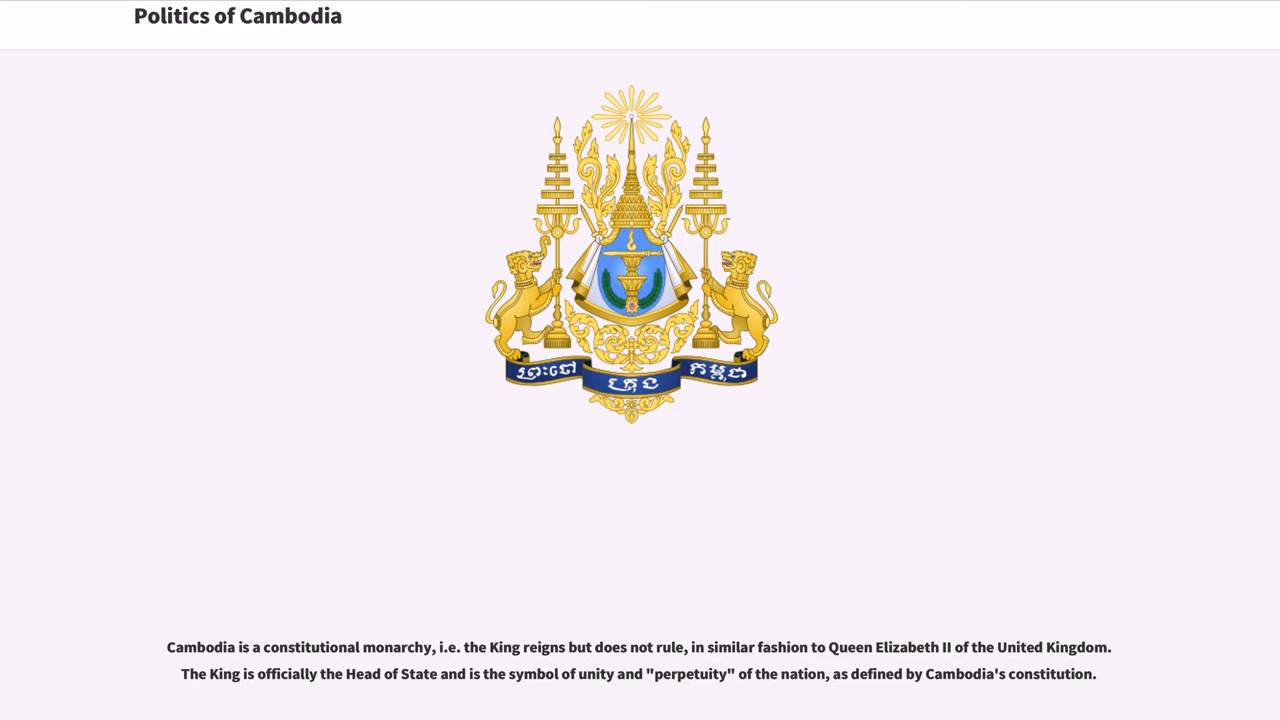 Politics of Cambodia
ព្រះចៅ
ក្រុង
កម្ពុជា
Cambodia is a constitutional monarchy, i.e. the King reigns but does not rule, in similar fashion to Queen Elizabeth II of the United Kingdom.
The King is officially the Head of State and is the symbol of unity and "perpetuity" of the nation, as defined by Cambodia's constitution.